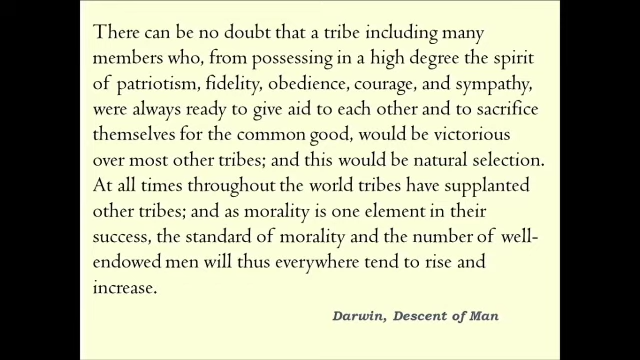 There can be no doubt that a tribe including many
members who, from possessing in a high degree the spirit
of patriotism, fidelity, obedience, courage, and sympathy,
were always ready to give aid to each other and to sacrifice
themselves for the common good, would be victorious
over most other tribes; and this would be natural selection.
At all times throughout the world tribes have supplanted
other tribes; and as morality is one element in their
success, the standard of morality and the number of well-
endowed men will thus everywhere tend to rise and
increase.
Darwin, Descent of Man